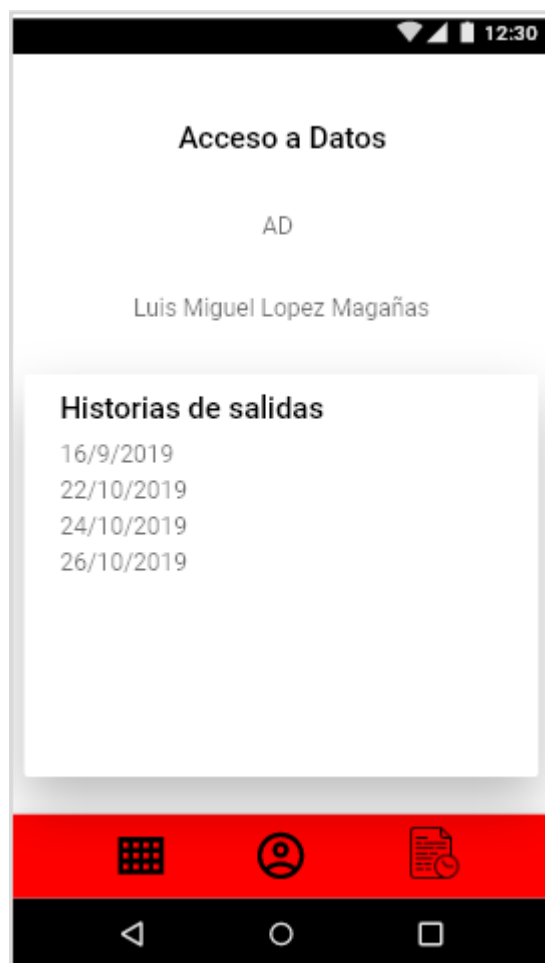 12:30
Acceso a Datos
AD
Luis Miguel Lopez Magañas
Historias de salidas
16/9/2019
22/10/2019
24/10/2019
26/10/2019